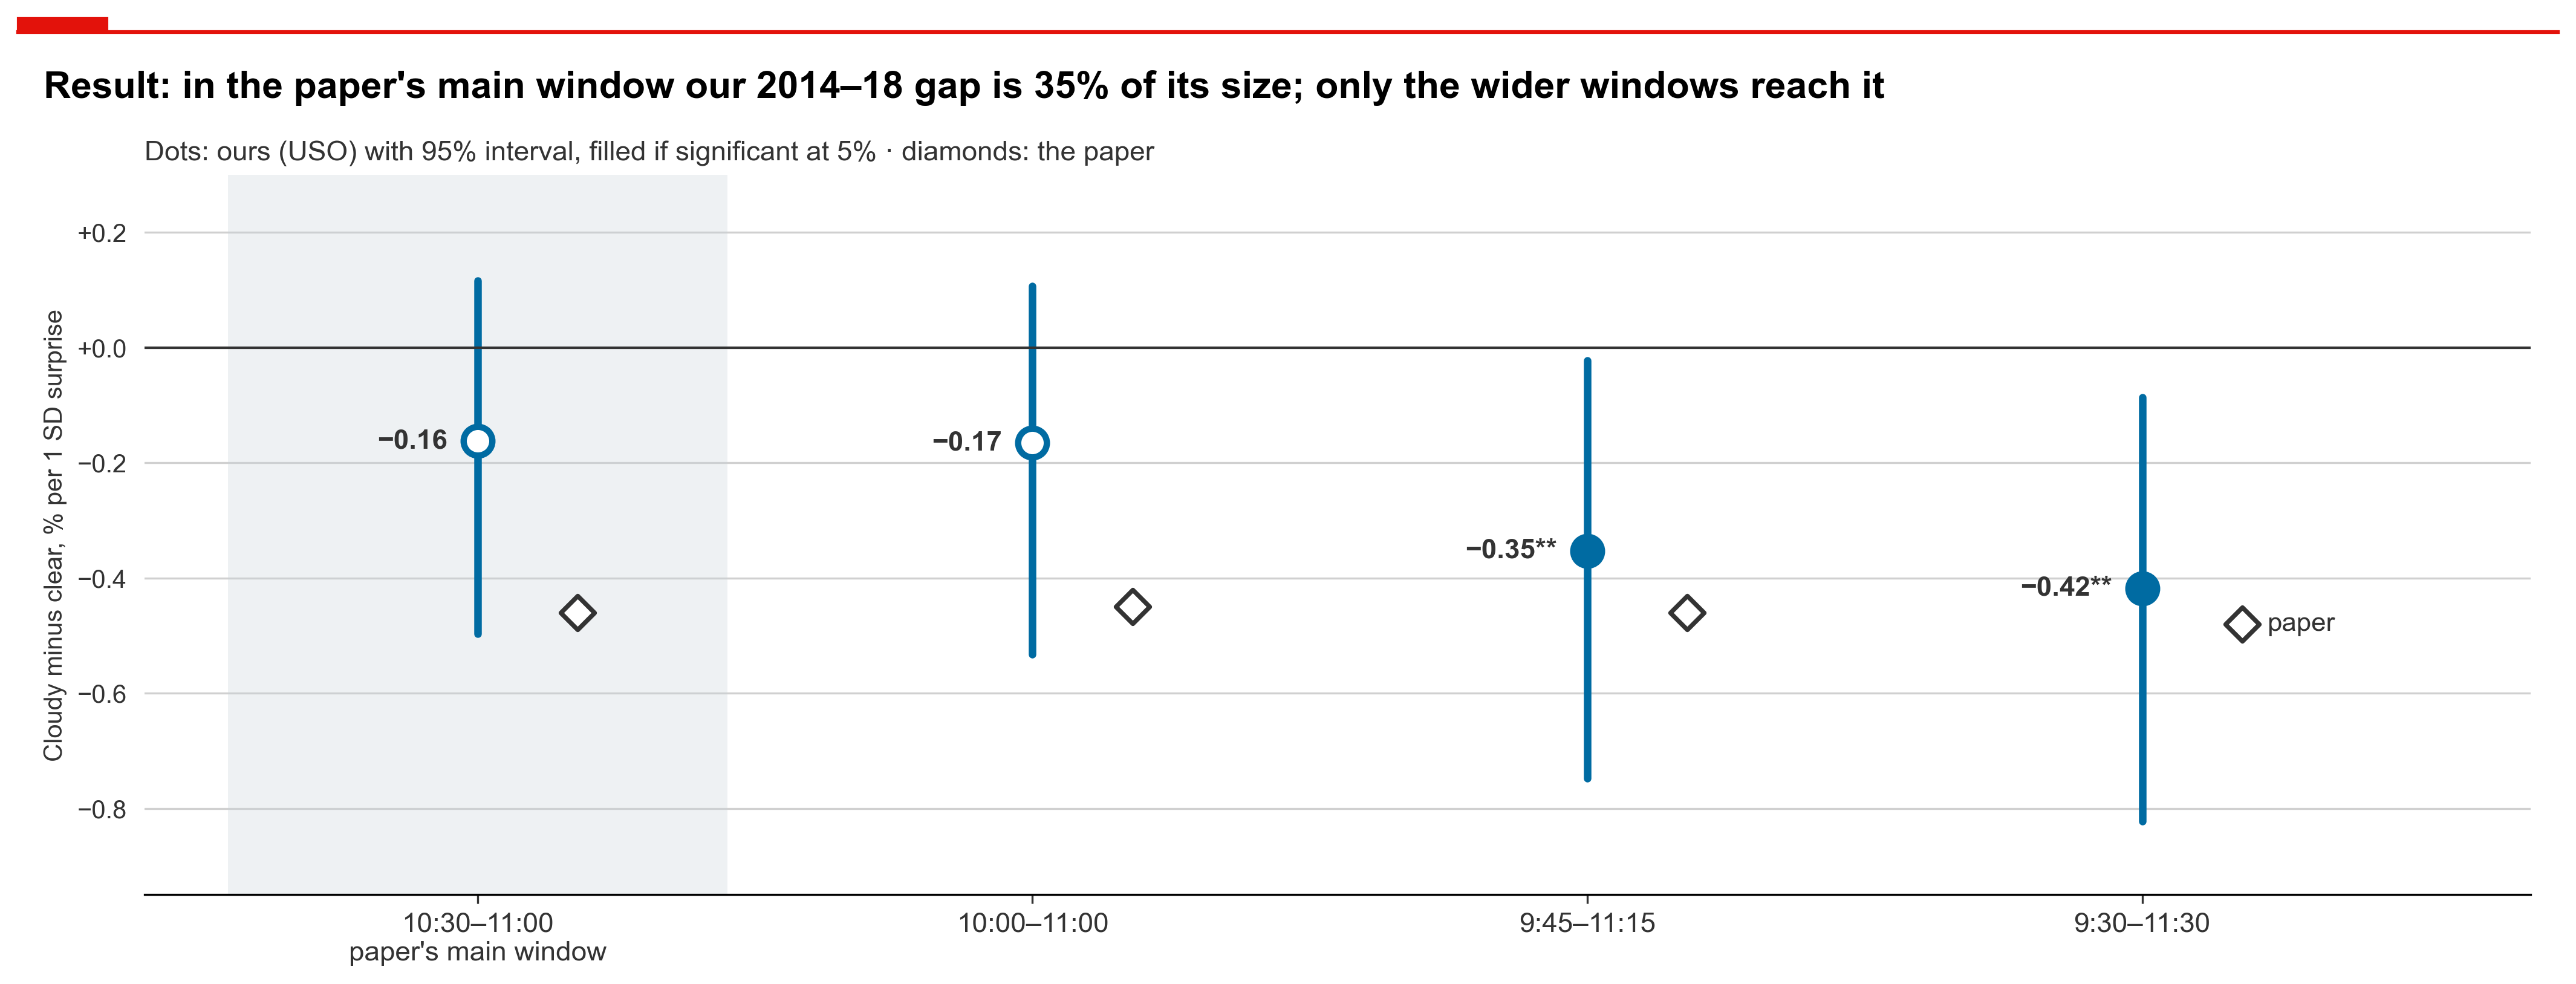 Result: in the paper's main window our 2014–18 gap is 35% of its size; only the wider windows reach it
Dots: ours (USO) with 95% interval, filled if significant at 5% · diamonds: the paper
Cloudy minus clear, % per 1 SD surprise
+0.2
+0.0
−0.2
−0.4
−0.6
−0.8
−0.16
−0.17
−0.35**
−0.42**
paper
10:30–11:00
paper's main window
10:00–11:00
9:45–11:15
9:30–11:30